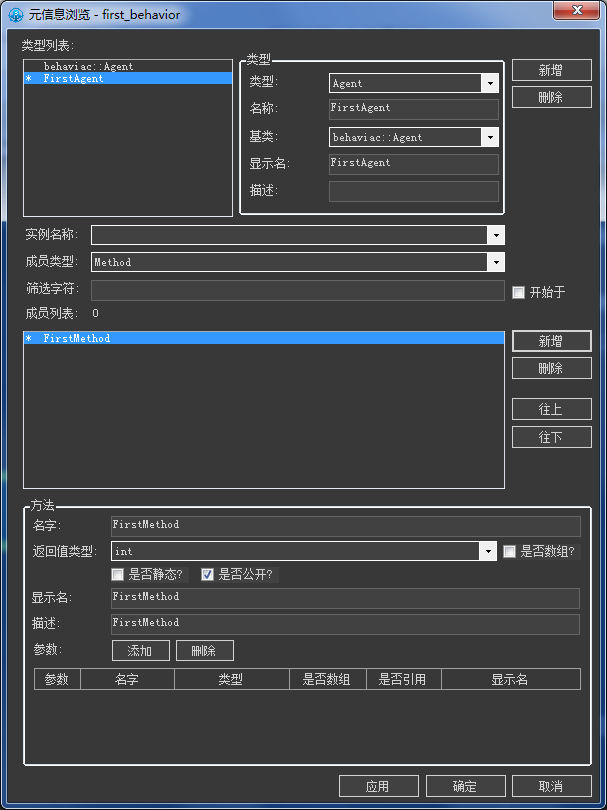 元信息浏览 - first_behavior
类型列表:
behaviac::Agent
* FirstAgent
类型
类型: Agent
名称: FirstAgent
基类: behaviac::Agent
显示名: FirstAgent
描述:
新增
删除
实例名称:
成员类型: Method
筛选字符: 开始于
成员列表: 0
* FirstMethod
新增
删除
往上
往下
方法
名字: FirstMethod
返回值类型: int 是否数组?
是否静态? 是否公开?
显示名: FirstMethod
描述: FirstMethod
参数: 添加 删除
参数 名字 类型 是否数组 是否引用 显示名
应用 确定 取消